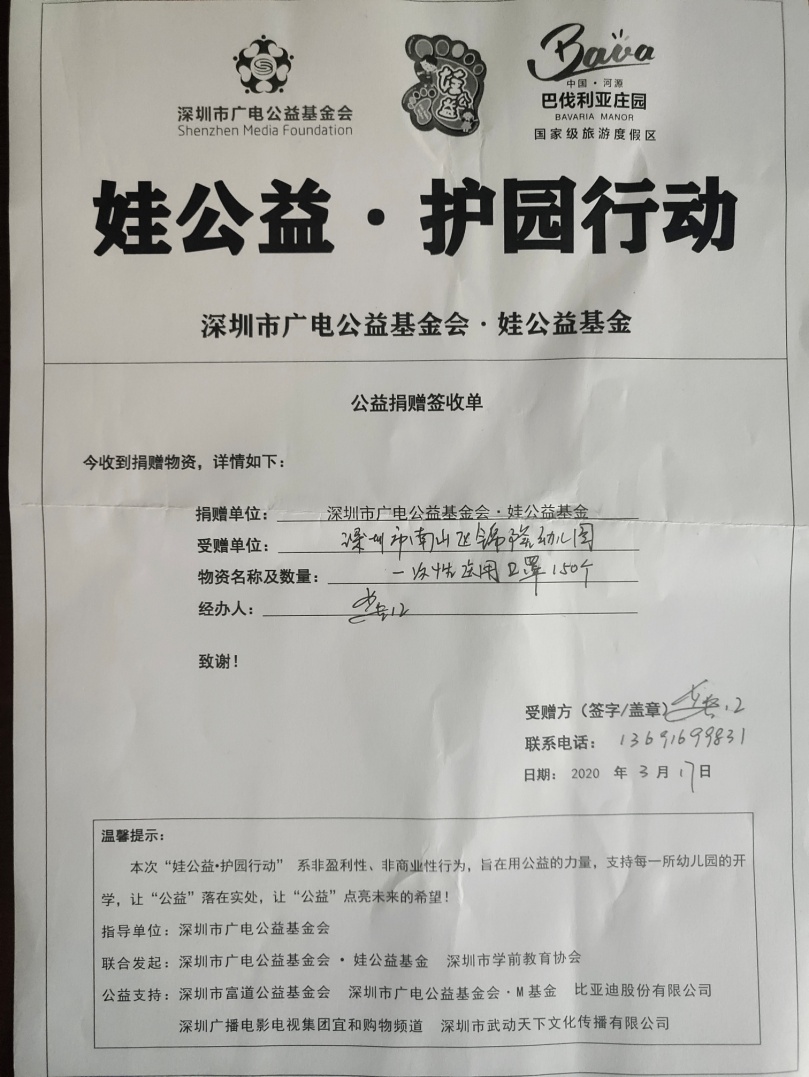 深圳市广电公益基金会
Shenzhen Media Foundation
娃公益
Bava
中国·河源
巴伐利亚庄园
BAVARIA MANOR
国家级旅游度假区
娃公益·护园行动
深圳市广电公益基金会·娃公益基金
公益捐赠签收单
今收到捐赠物资，详情如下：
捐赠单位： 深圳市广电公益基金会·娃公益基金
受赠单位： 深圳市南山区锦隆幼儿园
物资名称及数量： 一次性医用口罩150个
经办人：
致谢！
受赠方（签字/盖章）
联系电话： 13691699831
日期： 2020 年 3 月 17 日
温馨提示：
本次“娃公益•护园行动” 系非盈利性、非商业性行为，旨在用公益的力量，支持每一所幼儿园的开
学，让“公益”落在实处，让“公益”点亮未来的希望！
指导单位：深圳市广电公益基金会
联合发起：深圳市广电公益基金会·娃公益基金 深圳市学前教育协会
公益支持：深圳市富道公益基金会 深圳市广电公益基金会·M基金 比亚迪股份有限公司
深圳广播电影电视集团宜和购物频道 深圳市武动天下文化传播有限公司